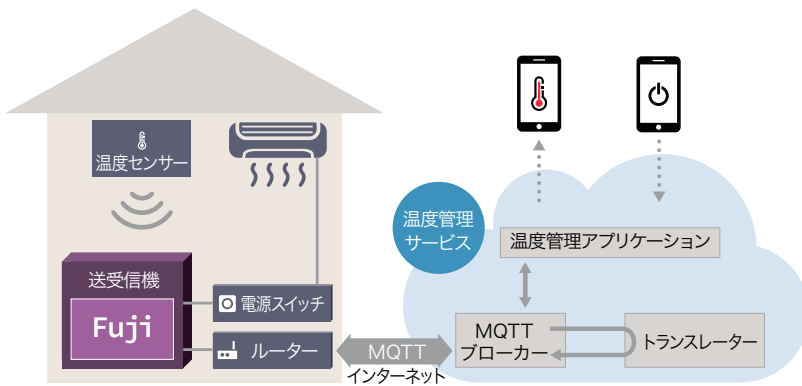 温度センサー
温度管理
サービス
温度管理アプリケーション
送受信機
Fuji
電源スイッチ
ルーター
MQTT
インターネット
MQTT
ブローカー
トランスレーター